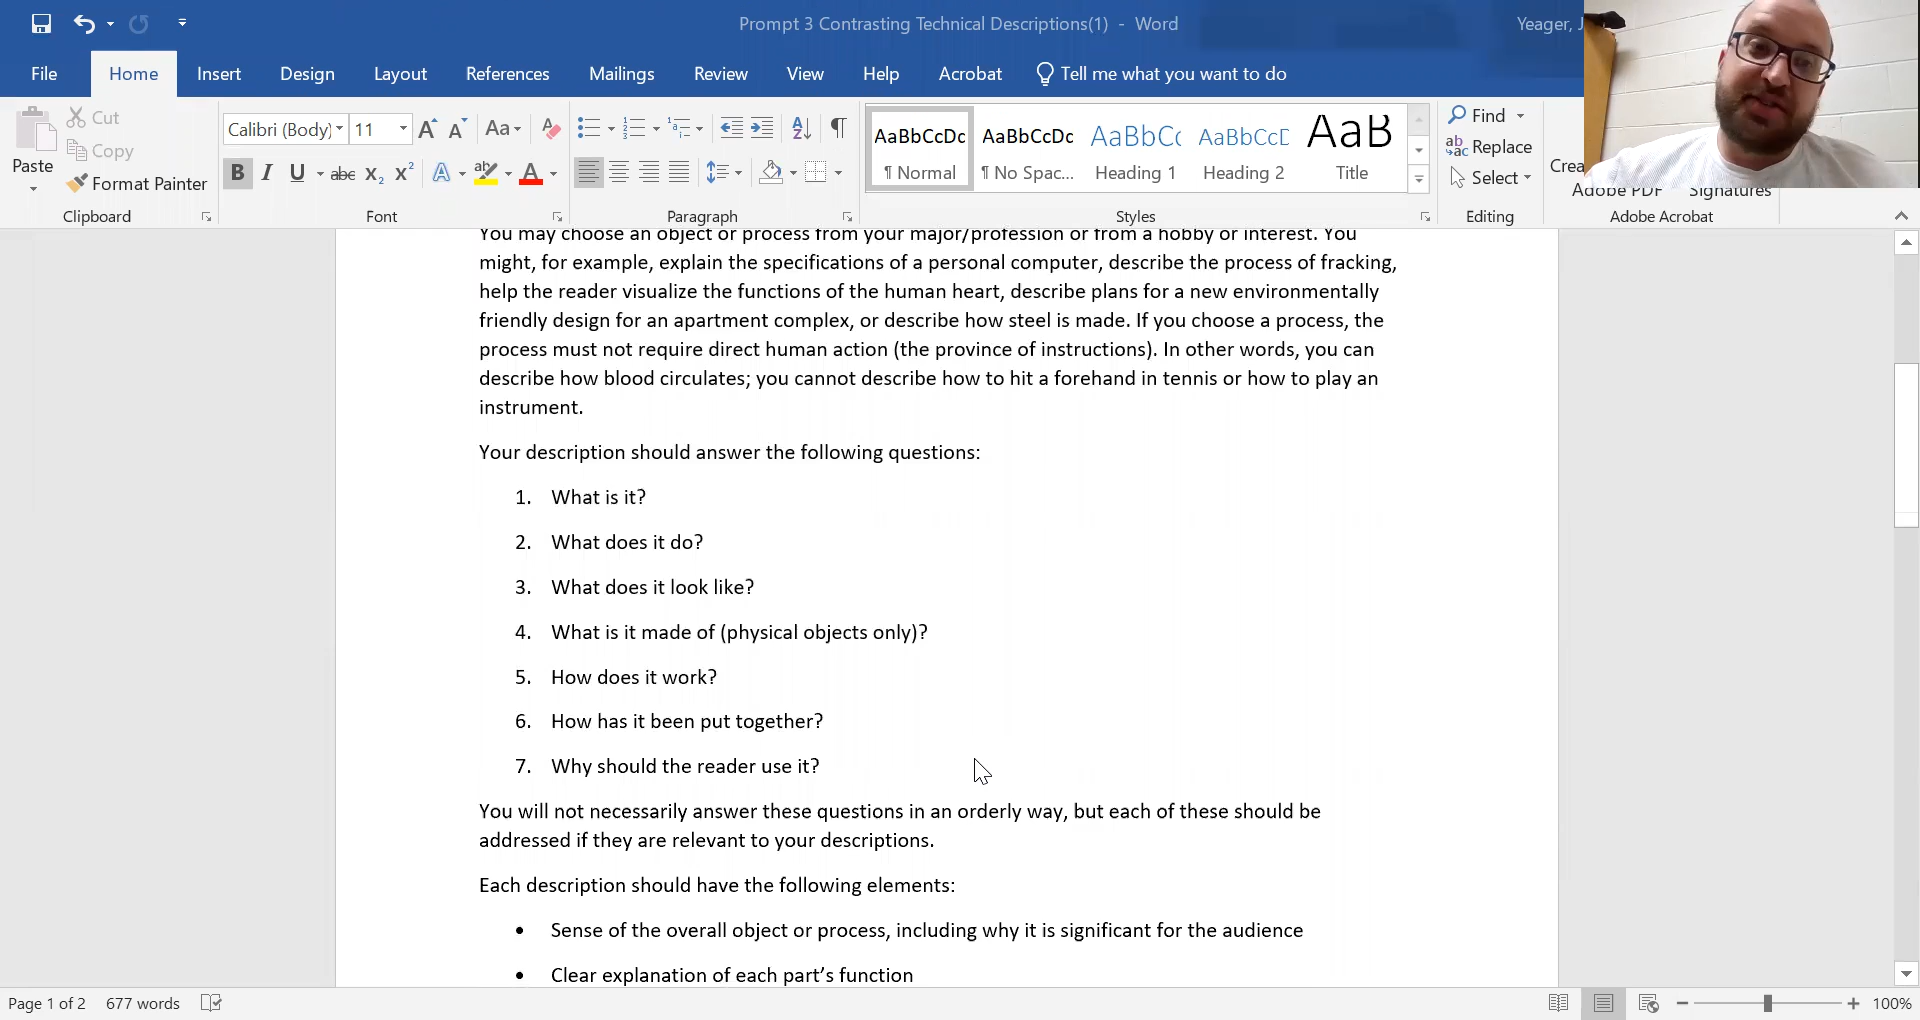 Prompt 3 Contrasting Technical Descriptions(1) - Word
Yeager, J
File Home Insert Design Layout References Mailings Review View Help Acrobat Tell me what you want to do
Paste
Cut
Copy
Format Painter
Clipboard
Calibri (Body) 11
Aa
B I U abc X₂ X² A ab A
Font
Paragraph
AaBbCcDc AaBbCcDc AaBbC AaBbCcD AaB
¶ Normal ¶ No Spac... Heading 1 Heading 2 Title
Styles
Find
Replace
Select
Editing
Adobe PDF Signatures
Adobe Acrobat
You may choose an object or process from your major/profession or from a hobby or interest. You
might, for example, explain the specifications of a personal computer, describe the process of fracking,
help the reader visualize the functions of the human heart, describe plans for a new environmentally
friendly design for an apartment complex, or describe how steel is made. If you choose a process, the
process must not require direct human action (the province of instructions). In other words, you can
describe how blood circulates; you cannot describe how to hit a forehand in tennis or how to play an
instrument.
Your description should answer the following questions:
1. What is it?
2. What does it do?
3. What does it look like?
4. What is it made of (physical objects only)?
5. How does it work?
6. How has it been put together?
7. Why should the reader use it?
You will not necessarily answer these questions in an orderly way, but each of these should be
addressed if they are relevant to your descriptions.
Each description should have the following elements:
• Sense of the overall object or process, including why it is significant for the audience
• Clear explanation of each part’s function
Page 1 of 2 677 words
100%